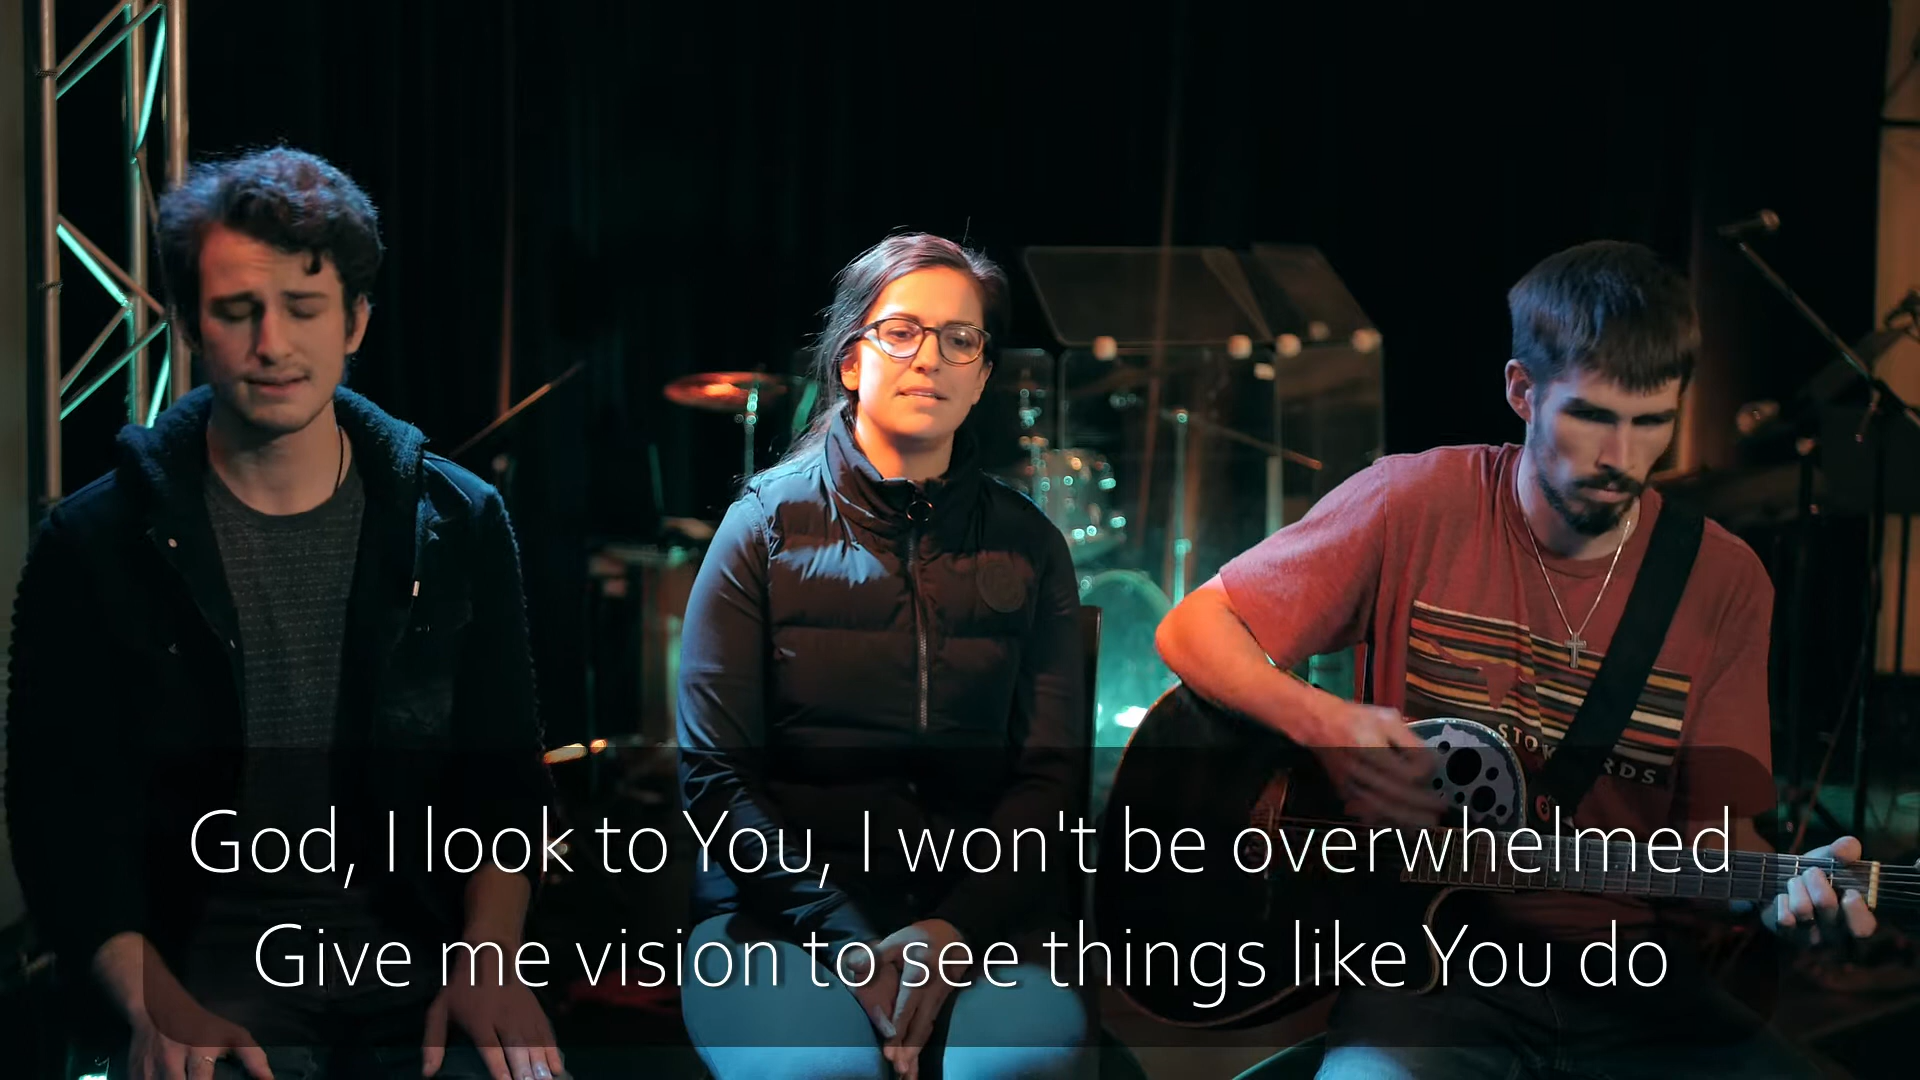 God, I look to You, I won't be overwhelmed
Give me vision to see things like You do